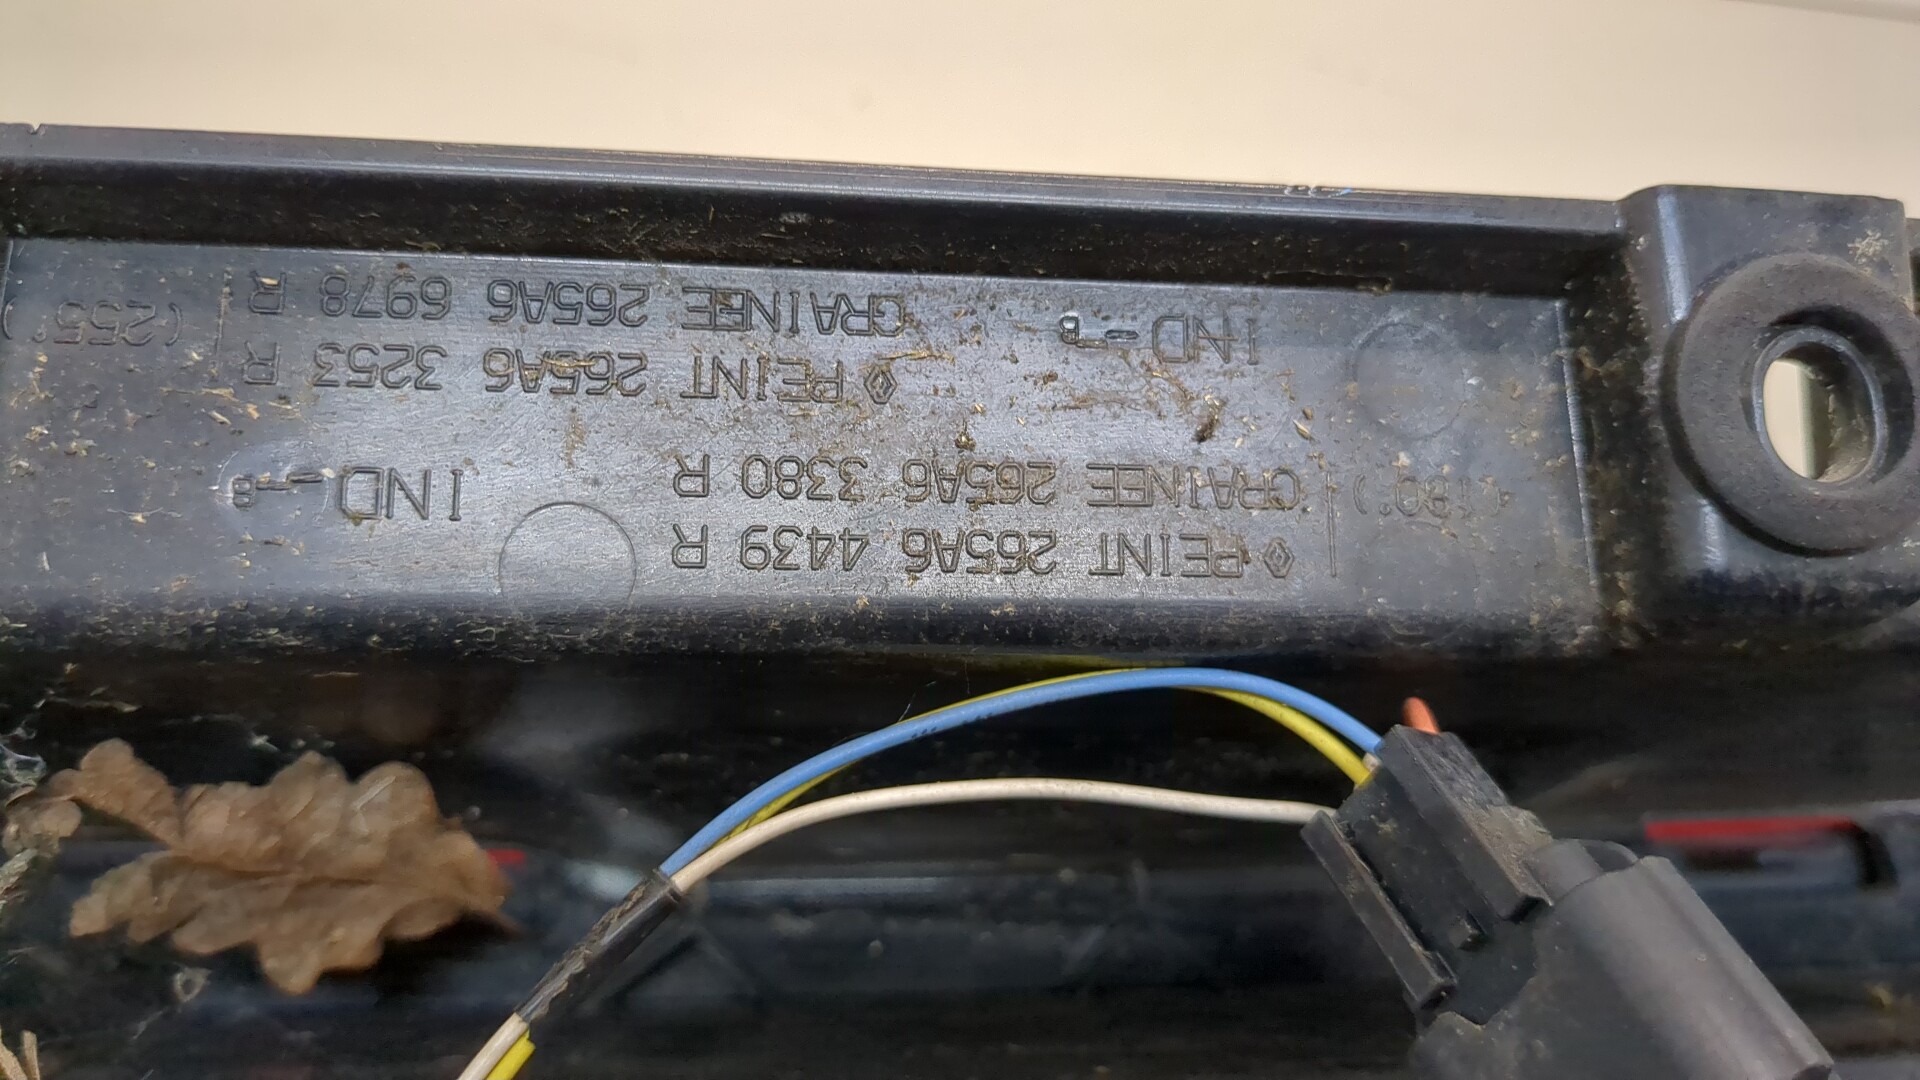 (180°)
PEINT 265A6 4439 R
GRAINEE 265A6 3380 R
IND - B
IND - B
PEINT 265A6 3253 R
GRAINEE 265A6 6978 R
(255°)